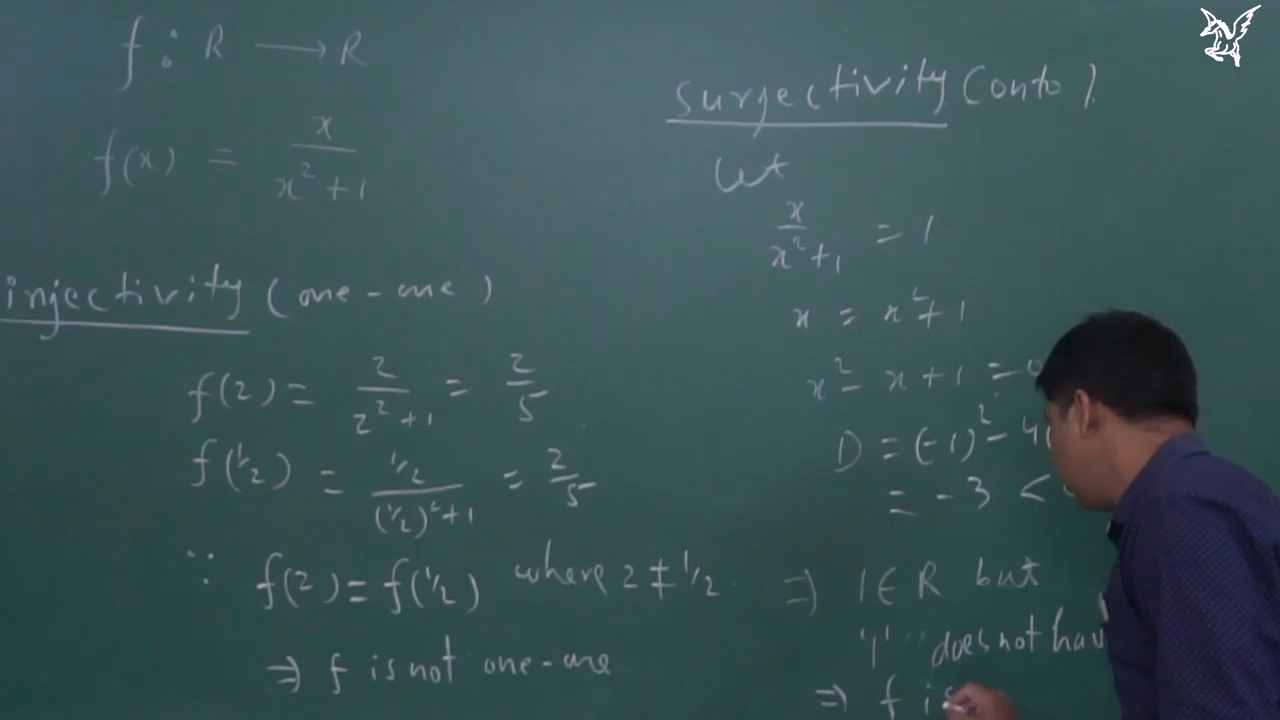 f : R ⟶ R
f(x) = x / x² + 1
injectivity (one-one)
f(2) = 2 / 2² + 1 = 2/5
f(1/2) = 1/2 / (1/2)² + 1 = 2/5
∵ f(2) = f(1/2) where 2 ≠ 1/2
⇒ f is not one-one
Surjectivity (onto).
let
x / x² + 1 = 1
x = x² + 1
x² - x + 1 =
D = (-1)² - 4
= -3 <
⇒ 1 ∈ R but
'1' does not hav
⇒ f is